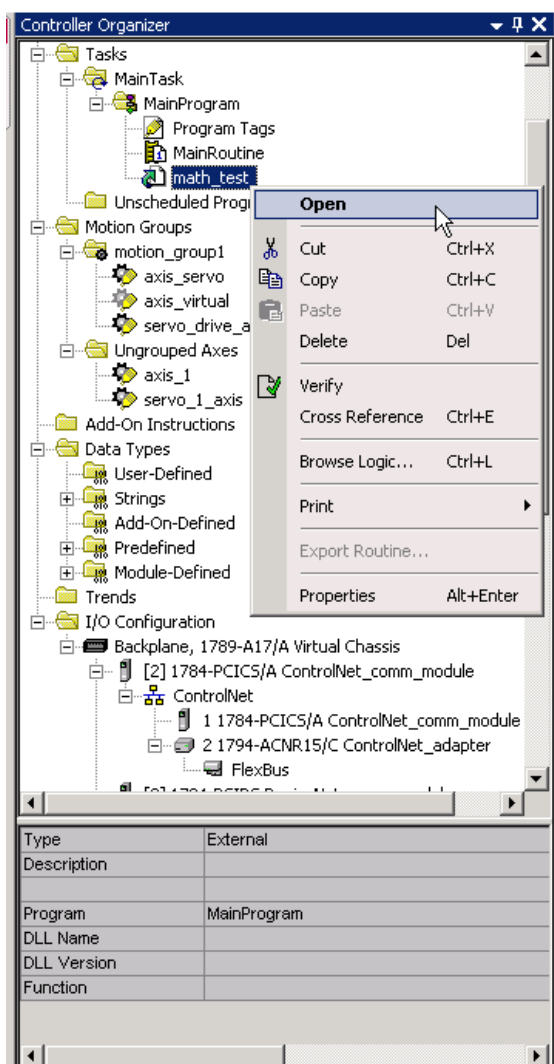 Controller Organizer
Tasks
MainTask
MainProgram
Program Tags
MainRoutine
math_test
Unscheduled Prog
Motion Groups
motion_group1
axis_servo
axis_virtual
servo_drive_a
Ungrouped Axes
axis_1
servo_1_axis
Add-On Instructions
Data Types
User-Defined
Strings
Add-On-Defined
Predefined
Module-Defined
Trends
I/O Configuration
Backplane, 1789-A17/A Virtual Chassis
[2] 1784-PCICS/A ControlNet_comm_module
ControlNet
1 1784-PCICS/A ControlNet_comm_module
2 1794-ACNR15/C ControlNet_adapter
FlexBus
Open
Cut Ctrl+X
Copy Ctrl+C
Paste Ctrl+V
Delete Del
Verify
Cross Reference Ctrl+E
Browse Logic... Ctrl+L
Print
Export Routine...
Properties Alt+Enter
Type External
Description
Program MainProgram
DLL Name
DLL Version
Function